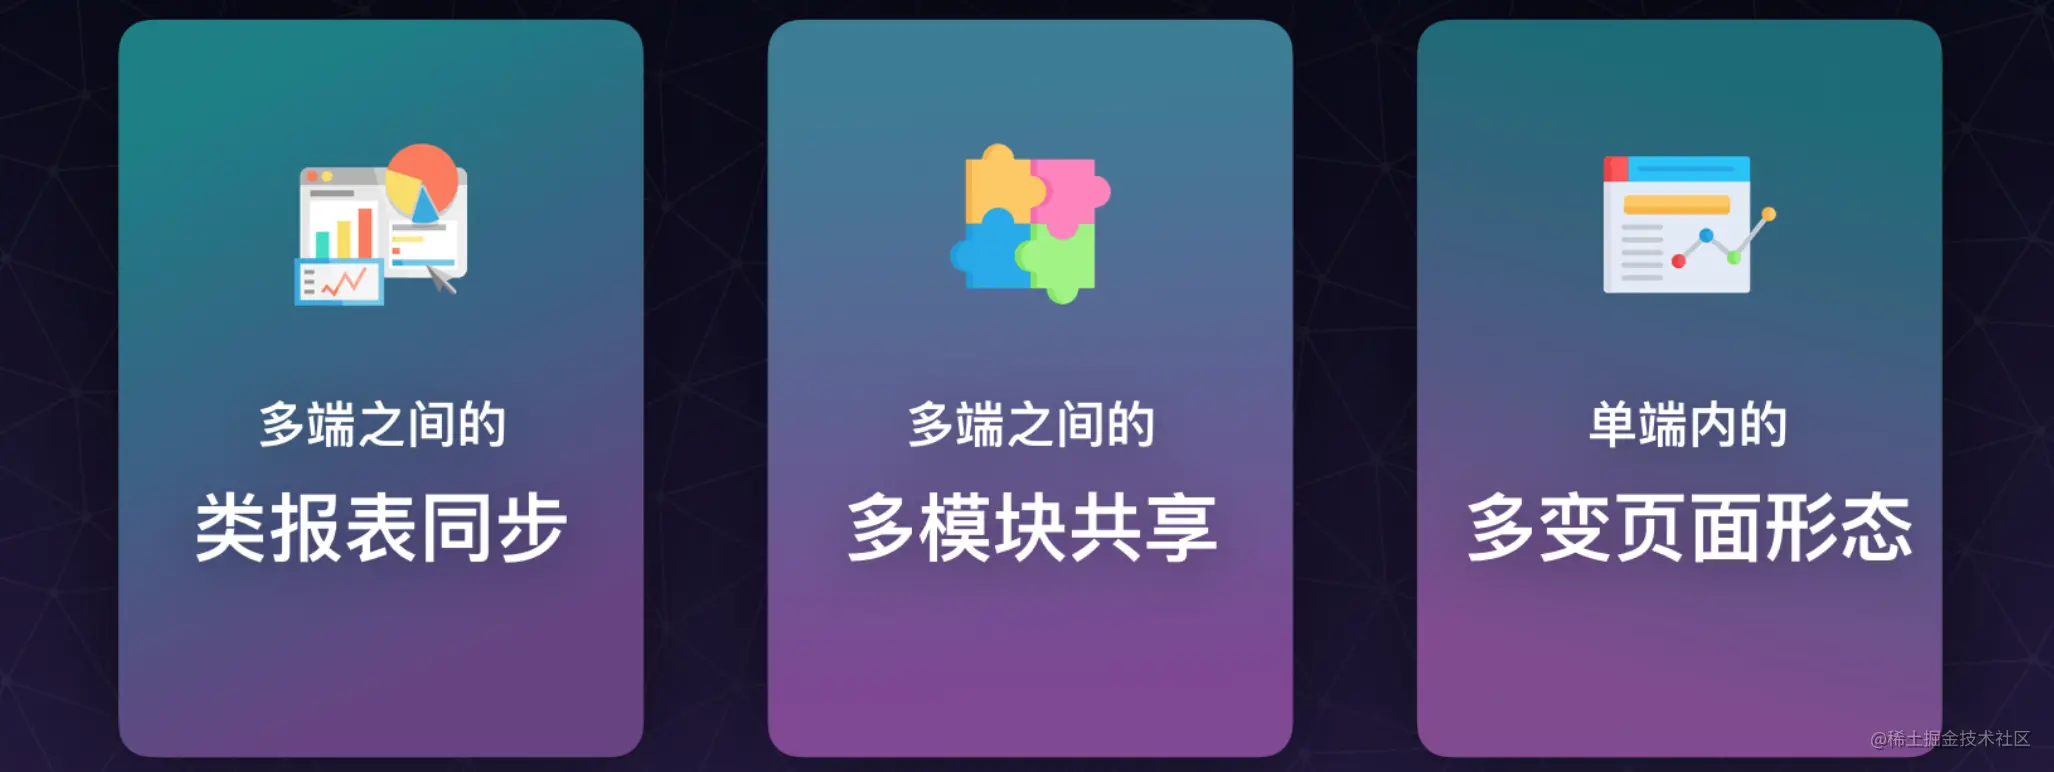 多端之间的
类报表同步
多端之间的
多模块共享
单端内的
多变页面形态
@稀土掘金技术社区